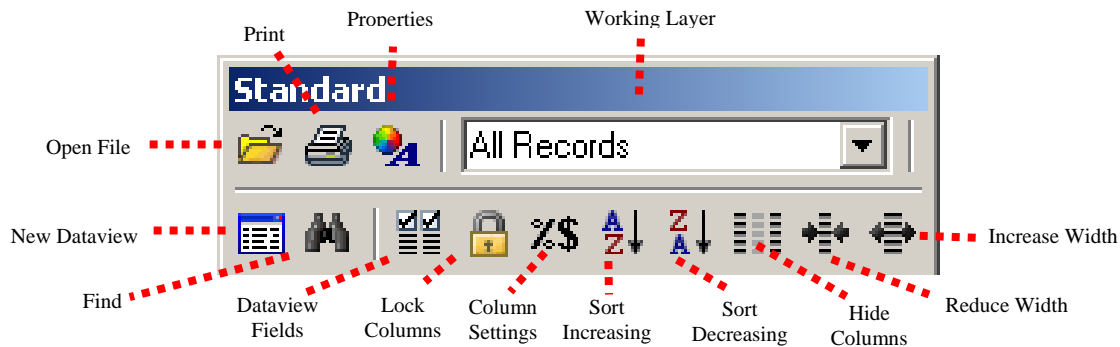 Properties
Working Layer
Print
Standard
Open File
All Records
New Dataview
Increase Width
Find
Dataview
Fields
Lock
Columns
Column
Settings
Sort
Increasing
Sort
Decreasing
Hide
Columns
Reduce Width